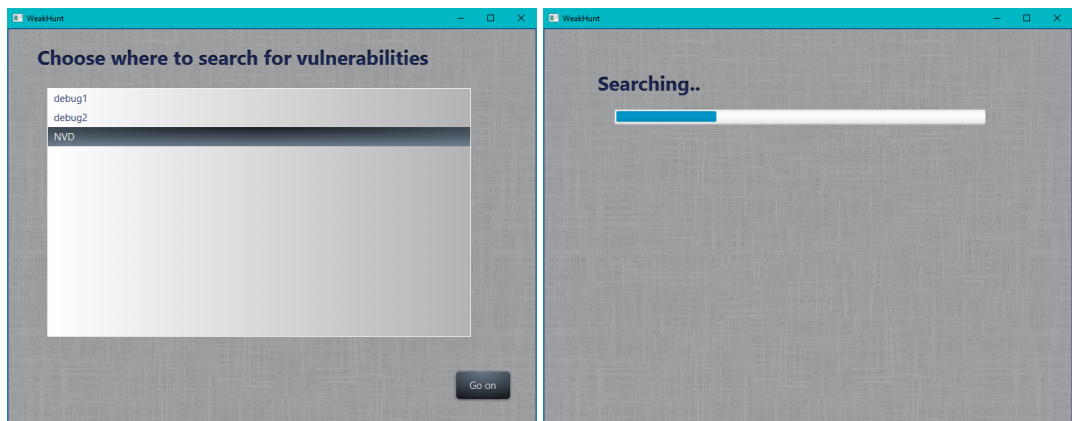 WeakHunt
Choose where to search for vulnerabilities
debug1
debug2
NVD
Go on
WeakHunt
Searching..